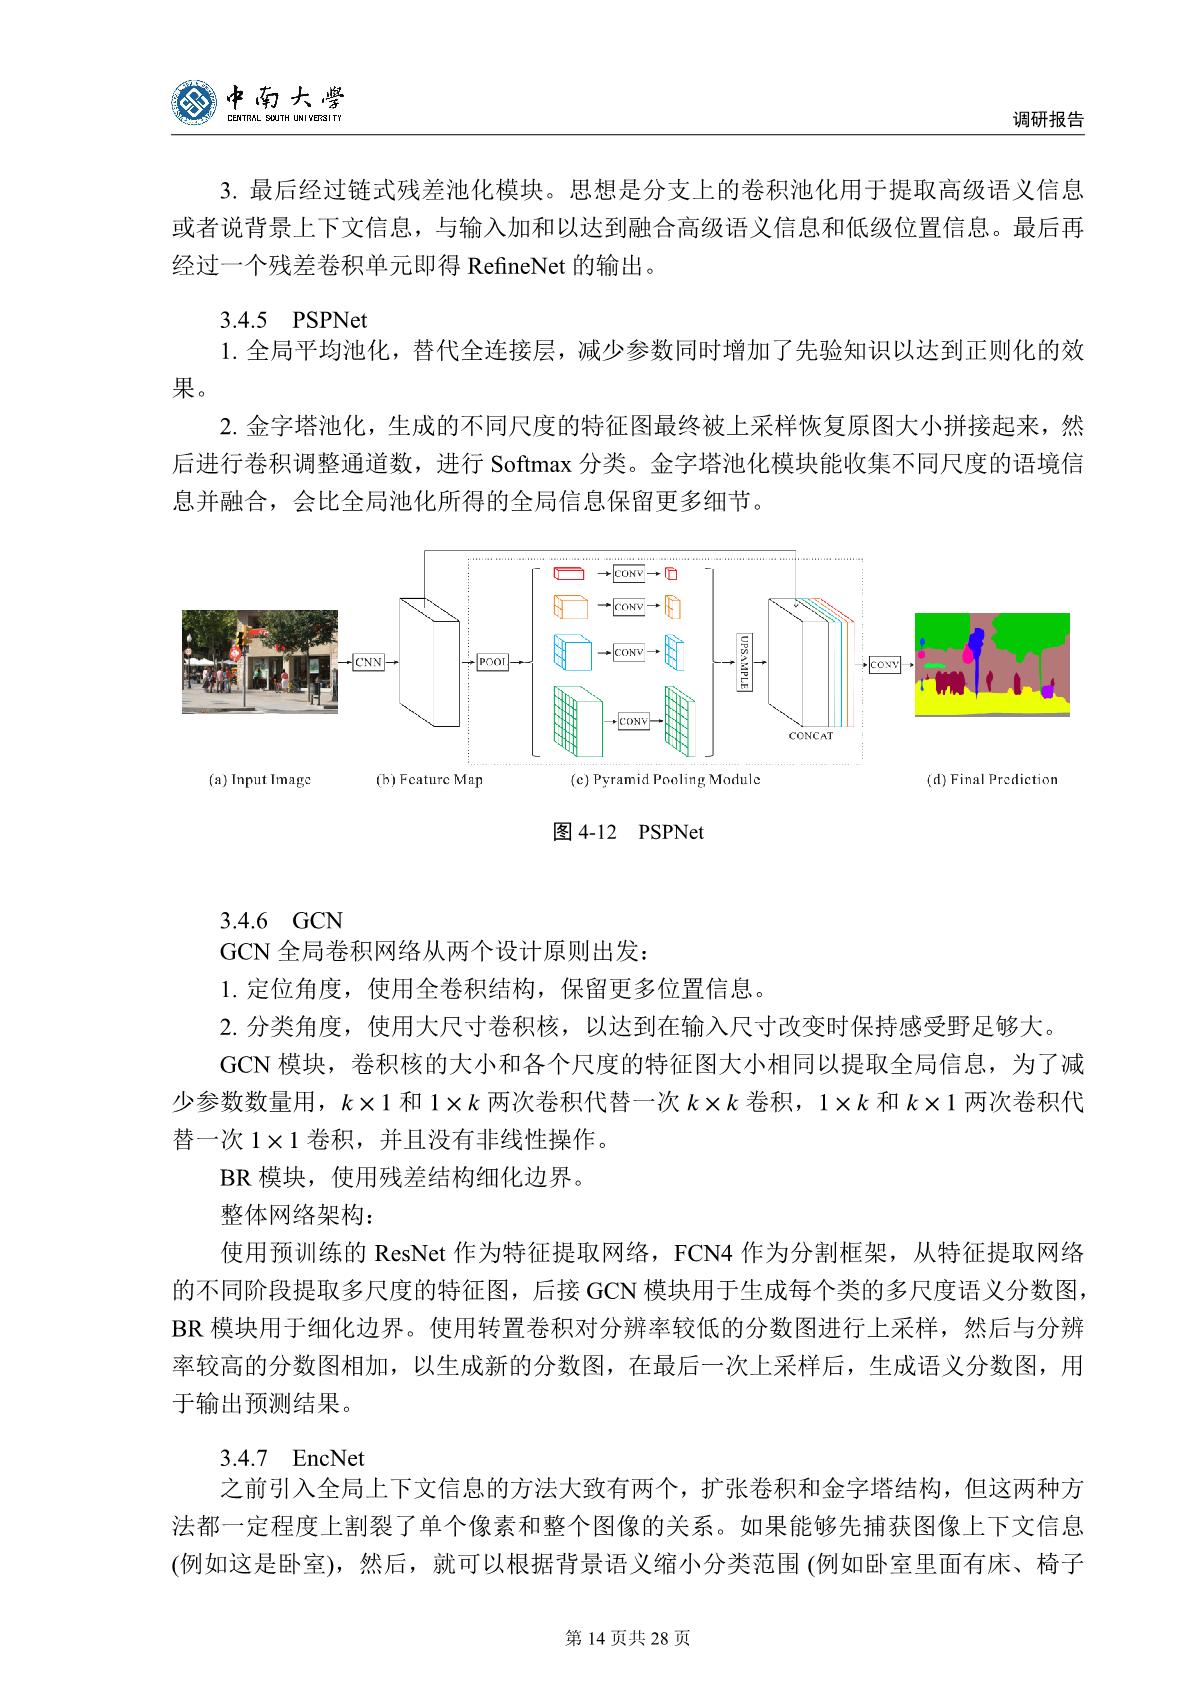 中南大學
CENTRAL SOUTH UNIVERSITY
调研报告
3. 最后经过链式残差池化模块。思想是分支上的卷积池化用于提取高级语义信息
或者说背景上下文信息，与输入加和以达到融合高级语义信息和低级位置信息。最后再
经过一个残差卷积单元即得 RefineNet 的输出。
3.4.5 PSPNet
1. 全局平均池化，替代全连接层，减少参数同时增加了先验知识以达到正则化的效
果。
2. 金字塔池化，生成的不同尺度的特征图最终被上采样恢复原图大小拼接起来，然
后进行卷积调整通道数，进行 Softmax 分类。金字塔池化模块能收集不同尺度的语境信
息并融合，会比全局池化所得的全局信息保留更多细节。
CNN
POOL
CONV
CONV
CONV
CONV
UPSAMPLE
CONCAT
CONV
(a) Input Image
(b) Feature Map
(c) Pyramid Pooling Module
(d) Final Prediction
图 4-12 PSPNet
3.4.6 GCN
GCN 全局卷积网络从两个设计原则出发：
1. 定位角度，使用全卷积结构，保留更多位置信息。
2. 分类角度，使用大尺寸卷积核，以达到在输入尺寸改变时保持感受野足够大。
GCN 模块，卷积核的大小和各个尺度的特征图大小相同以提取全局信息，为了减
少参数数量用，k × 1 和 1 × k 两次卷积代替一次 k × k 卷积，1 × k 和 k × 1 两次卷积代
替一次 1 × 1 卷积，并且没有非线性操作。
BR 模块，使用残差结构细化边界。
整体网络架构：
使用预训练的 ResNet 作为特征提取网络，FCN4 作为分割框架，从特征提取网络
的不同阶段提取多尺度的特征图，后接 GCN 模块用于生成每个类的多尺度语义分数图，
BR 模块用于细化边界。使用转置卷积对分辨率较低的分数图进行上采样，然后与分辨
率较高的分数图相加，以生成新的分数图，在最后一次上采样后，生成语义分数图，用
于输出预测结果。
3.4.7 EncNet
之前引入全局上下文信息的方法大致有两个，扩张卷积和金字塔结构，但这两种方
法都一定程度上割裂了单个像素和整个图像的关系。如果能够先捕获图像上下文信息
(例如这是卧室)，然后，就可以根据背景语义缩小分类范围 (例如卧室里面有床、椅子
第 14 页共 28 页